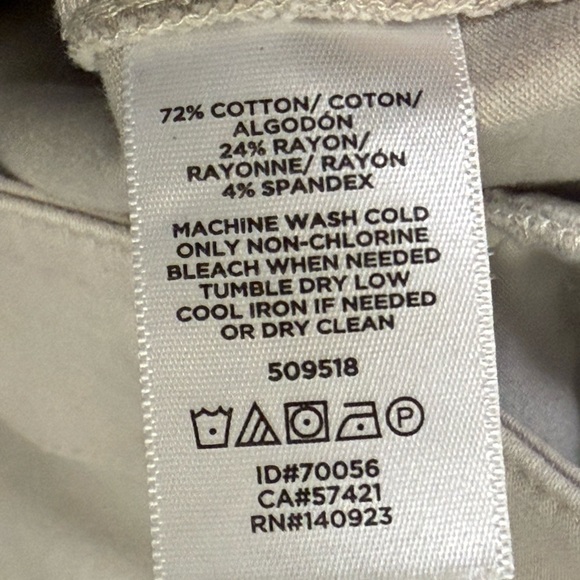 72% COTTON/ COTON/
ALGODÓN
24% RAYON/
RAYONNE/ RAYÓN
4% SPANDEX
MACHINE WASH COLD
ONLY NON-CHLORINE
BLEACH WHEN NEEDED
TUMBLE DRY LOW
COOL IRON IF NEEDED
OR DRY CLEAN
509518
P
ID#70056
CA#57421
RN#140923